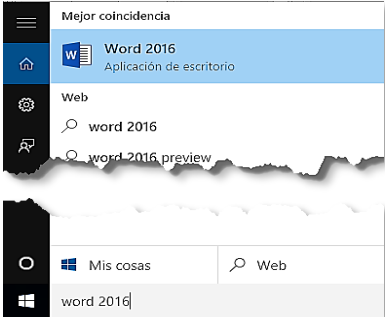 Mejor coincidencia
Word 2016
Aplicación de escritorio
Web
word 2016
word 2016 preview
Mis cosas
Web
word 2016